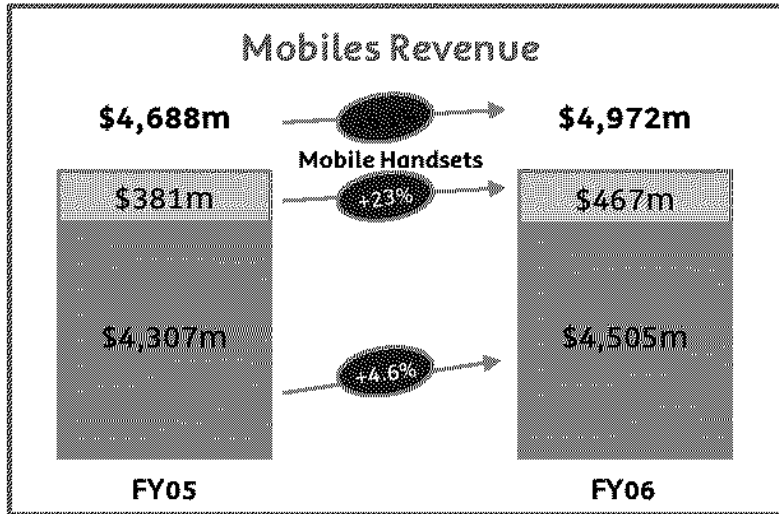 Mobiles Revenue
$4,688m $4,972m
Mobile Handsets
$381m +23% $467m
$4,307m +4.6% $4,505m
FY05 FY06